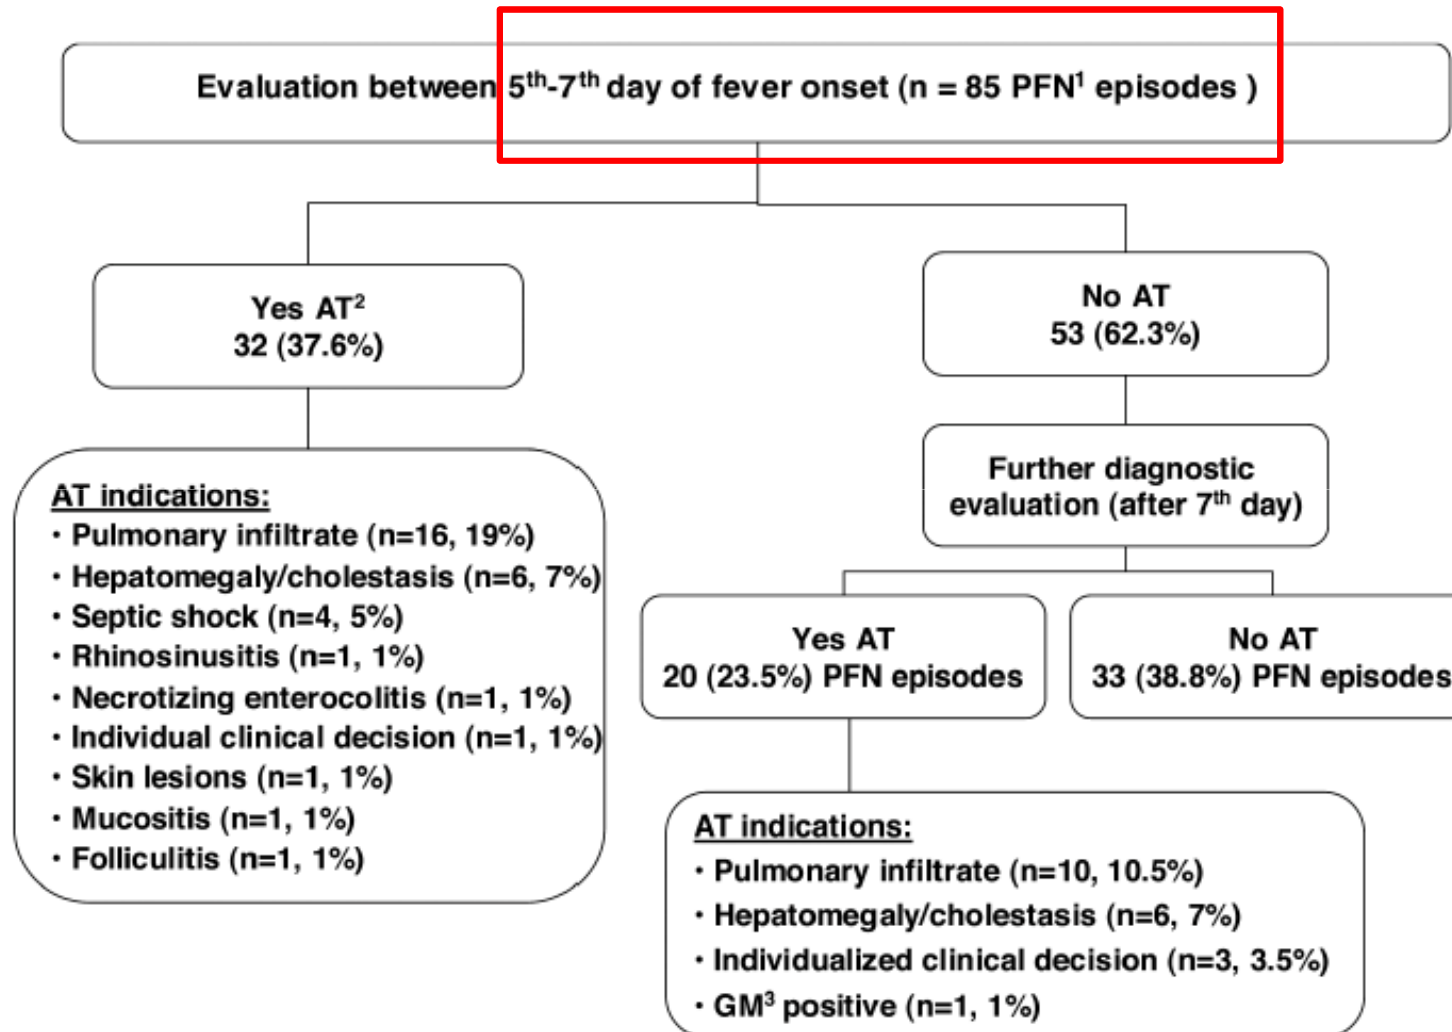 Evaluation between 5th-7th day of fever onset (n = 85 PFN¹ episodes )
Yes AT²
32 (37.6%)
No AT
53 (62.3%)
AT indications:
· Pulmonary infiltrate (n=16, 19%)
· Hepatomegaly/cholestasis (n=6, 7%)
· Septic shock (n=4, 5%)
· Rhinosinusitis (n=1, 1%)
· Necrotizing enterocolitis (n=1, 1%)
· Individual clinical decision (n=1, 1%)
· Skin lesions (n=1, 1%)
· Mucositis (n=1, 1%)
· Folliculitis (n=1, 1%)
Further diagnostic
evaluation (after 7th day)
Yes AT
20 (23.5%) PFN episodes
No AT
33 (38.8%) PFN episodes
AT indications:
· Pulmonary infiltrate (n=10, 10.5%)
· Hepatomegaly/cholestasis (n=6, 7%)
· Individualized clinical decision (n=3, 3.5%)
· GM³ positive (n=1, 1%)